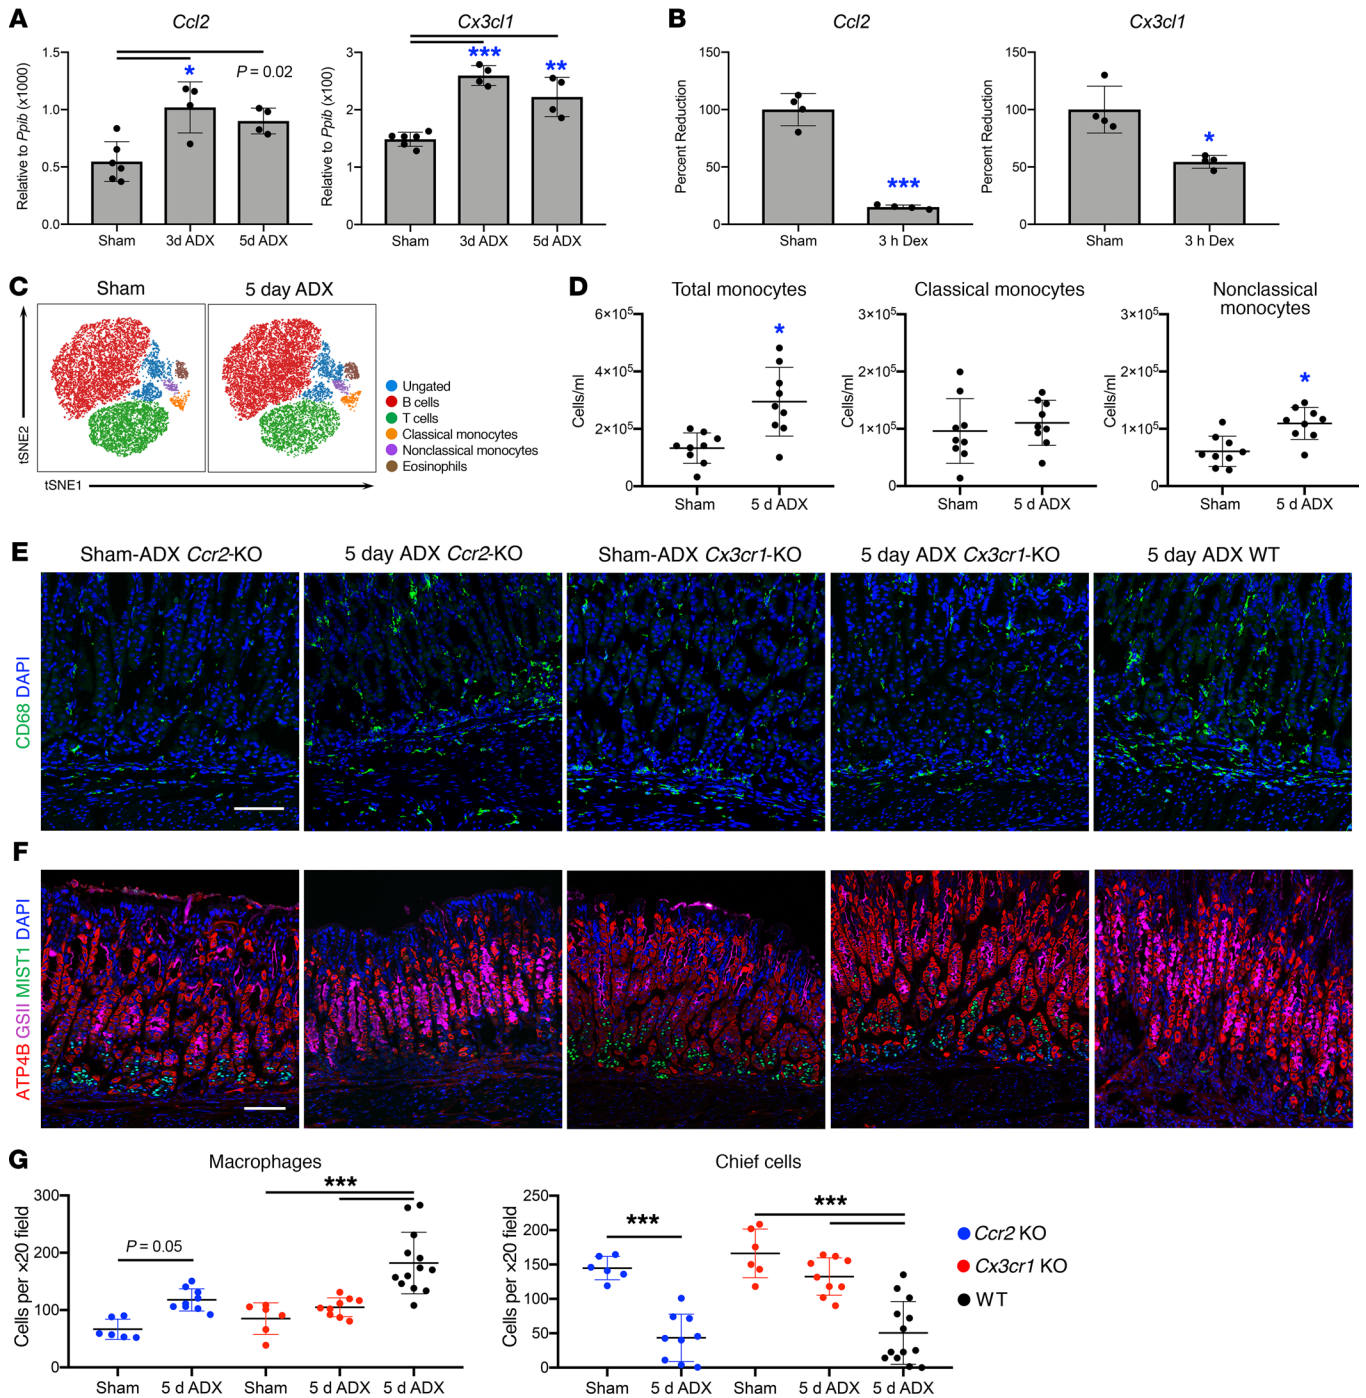 A
Ccl2
Relative to Ppib (x1000)
1.5
1.0
0.5
0.0
*
P = 0.02
Sham
3d ADX
5d ADX
Cx3cl1
Relative to Ppib (x100)
3
2
1
0
***
**
Sham
3d ADX
5d ADX
B
Ccl2
Percent Reduction
150
100
50
0
***
Sham
3 h Dex
Cx3cl1
Percent Reduction
150
100
50
0
*
Sham
3 h Dex
C
Sham
5 day ADX
tSNE2
tSNE1
Ungated
B cells
T cells
Classical monocytes
Nonclassical monocytes
Eosinophils
D
Total monocytes
Cells/ml
6×10⁵
4×10⁵
2×10⁵
0
*
Sham
5 d ADX
Classical monocytes
Cells/ml
3×10⁵
2×10⁵
1×10⁵
0
Sham
5 d ADX
Nonclassical
monocytes
Cells/ml
3×10⁵
2×10⁵
1×10⁵
0
*
Sham
5 d ADX
E
Sham-ADX Ccr2-KO
5 day ADX Ccr2-KO
Sham-ADX Cx3cr1-KO
5 day ADX Cx3cr1-KO
5 day ADX WT
CD68 DAPI
F
ATP4B GSII MIST1 DAPI
G
Macrophages
Cells per ×20 field
300
200
100
0
P = 0.05
***
Sham
5 d ADX
Sham
5 d ADX
5 d ADX
Chief cells
Cells per ×20 field
250
200
150
100
50
0
***
***
Sham
5 d ADX
Sham
5 d ADX
5 d ADX
Ccr2 KO
Cx3cr1 KO
WT